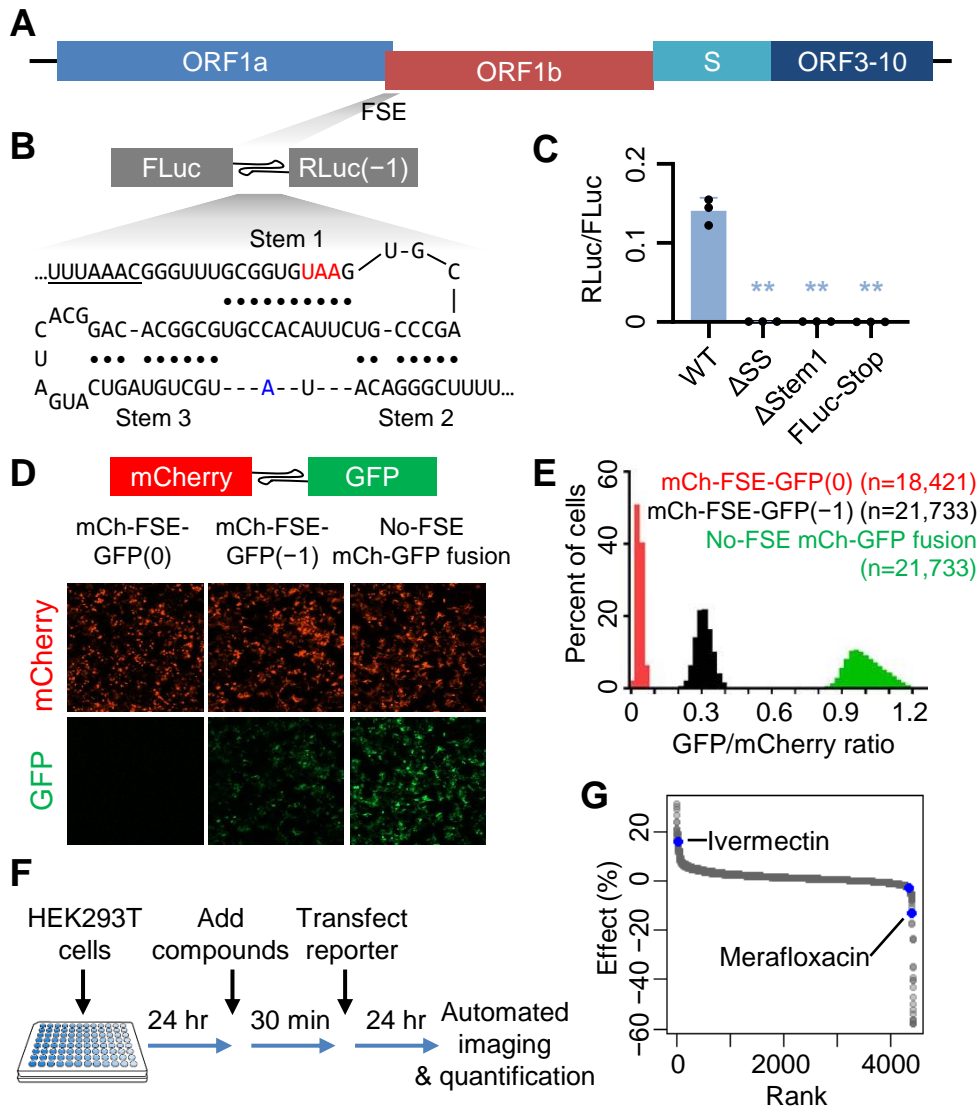 A
ORF1a
ORF1b
S
ORF3-10
FSE
B
FLuc
RLuc(−1)
Stem 1
...UUUAAACGGGUUUGCGGUGUAAG
U-G
C
A
CACG
GAC-ACGGCGUGCCACAUUCUG-CCCGA
U
AGUA
CUGAUGUCGU---A--U---ACAGGGCUUUU...
Stem 3
Stem 2
C
RLuc/FLuc
0.2
0.1
0
** ** **
WT
ΔSS
ΔStem1
FLuc-Stop
D
mCherry
GFP
mCh-FSE-
GFP(0)
mCh-FSE-
GFP(−1)
No-FSE
mCh-GFP fusion
mCherry
GFP
E
mCh-FSE-GFP(0) (n=18,421)
mCh-FSE-GFP(−1) (n=21,733)
No-FSE mCh-GFP fusion
(n=21,733)
Percent of cells
60
40
20
0
0 0.3 0.6 0.9 1.2
GFP/mCherry ratio
F
HEK293T
cells
Add
compounds
Transfect
reporter
24 hr
30 min
24 hr
Automated
imaging
& quantification
G
Effect (%)
20
0
−20
−40
−60
Ivermectin
Merafloxacin
0 2000 4000
Rank